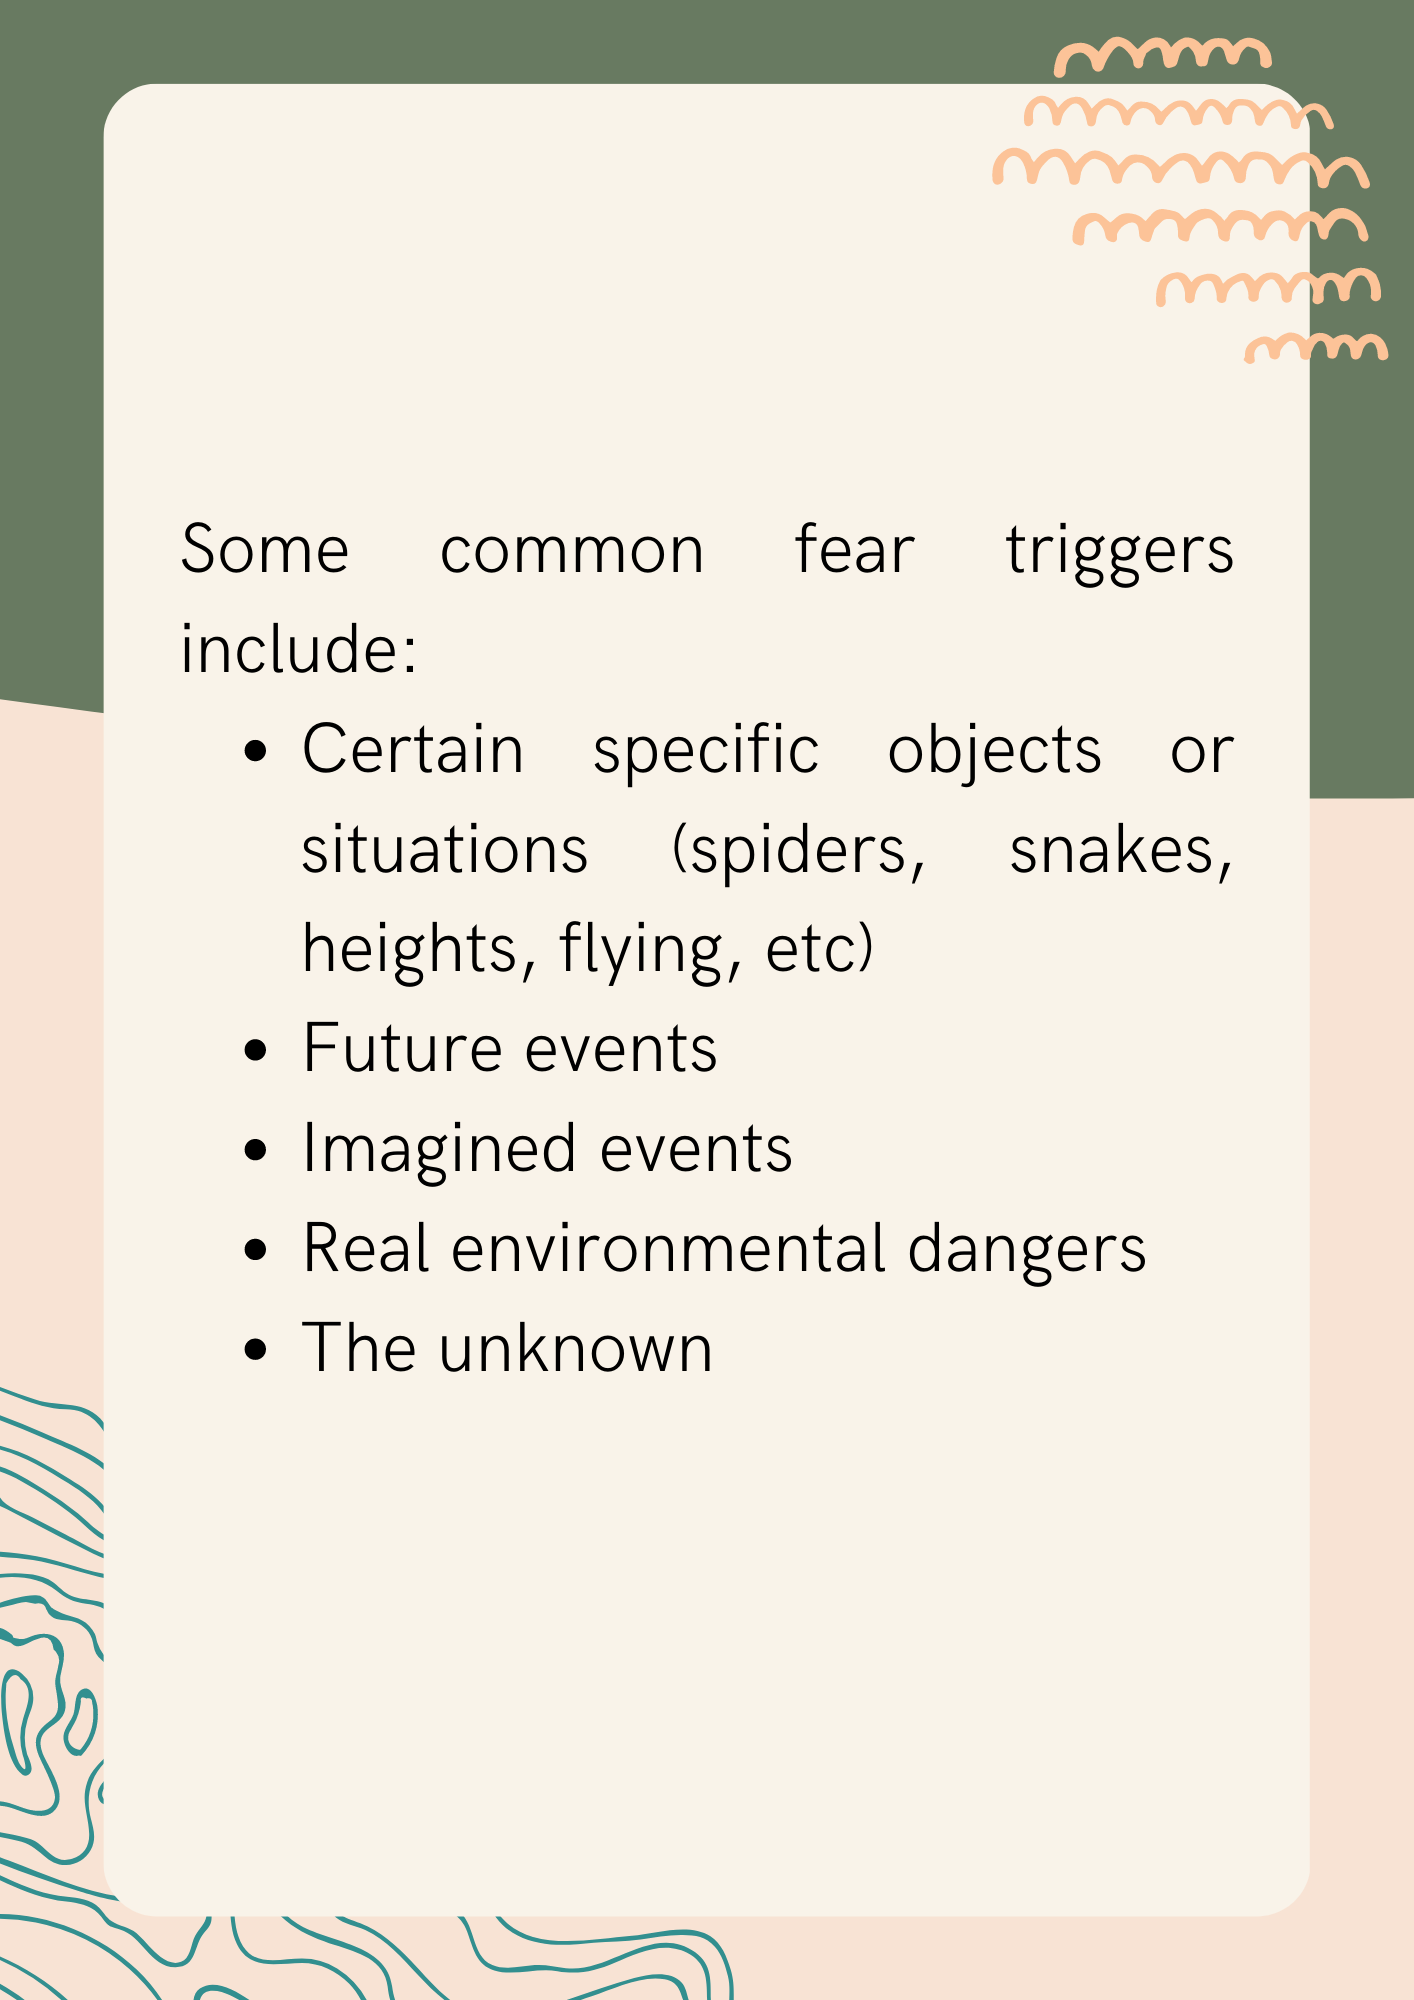 Some common fear triggers
include:
• Certain specific objects or
situations (spiders, snakes,
heights, flying, etc)
• Future events
• Imagined events
• Real environmental dangers
• The unknown